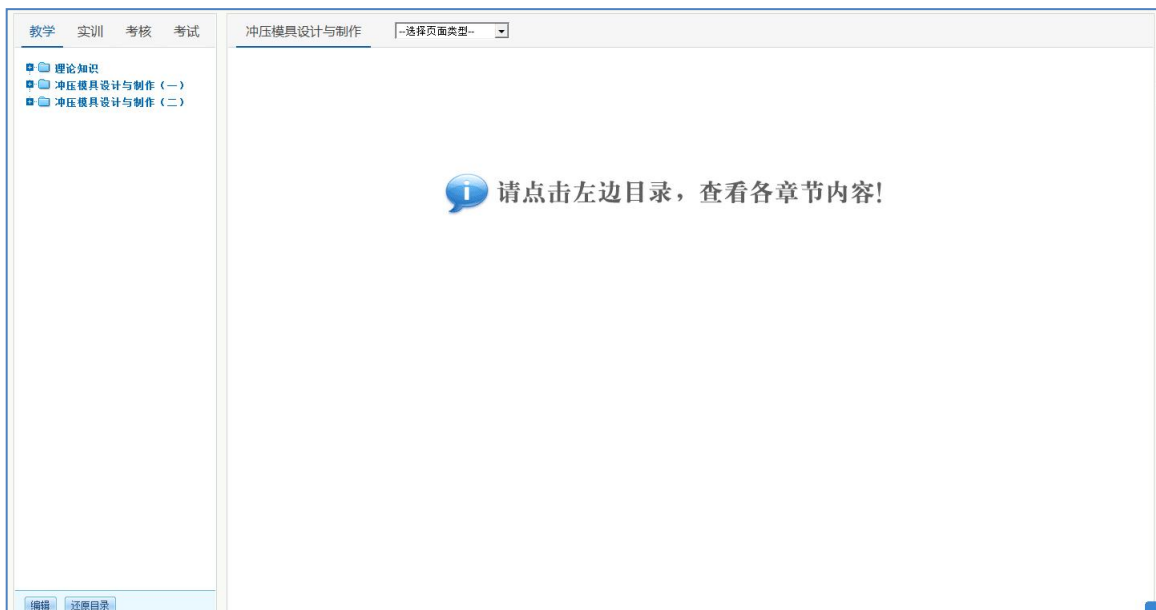 教学 实训 考核 考试
冲压模具设计与制作 --选择页面类型--
理论知识
冲压模具设计与制作（一）
冲压模具设计与制作（二）
请点击左边目录，查看各章节内容!
编辑 还原目录